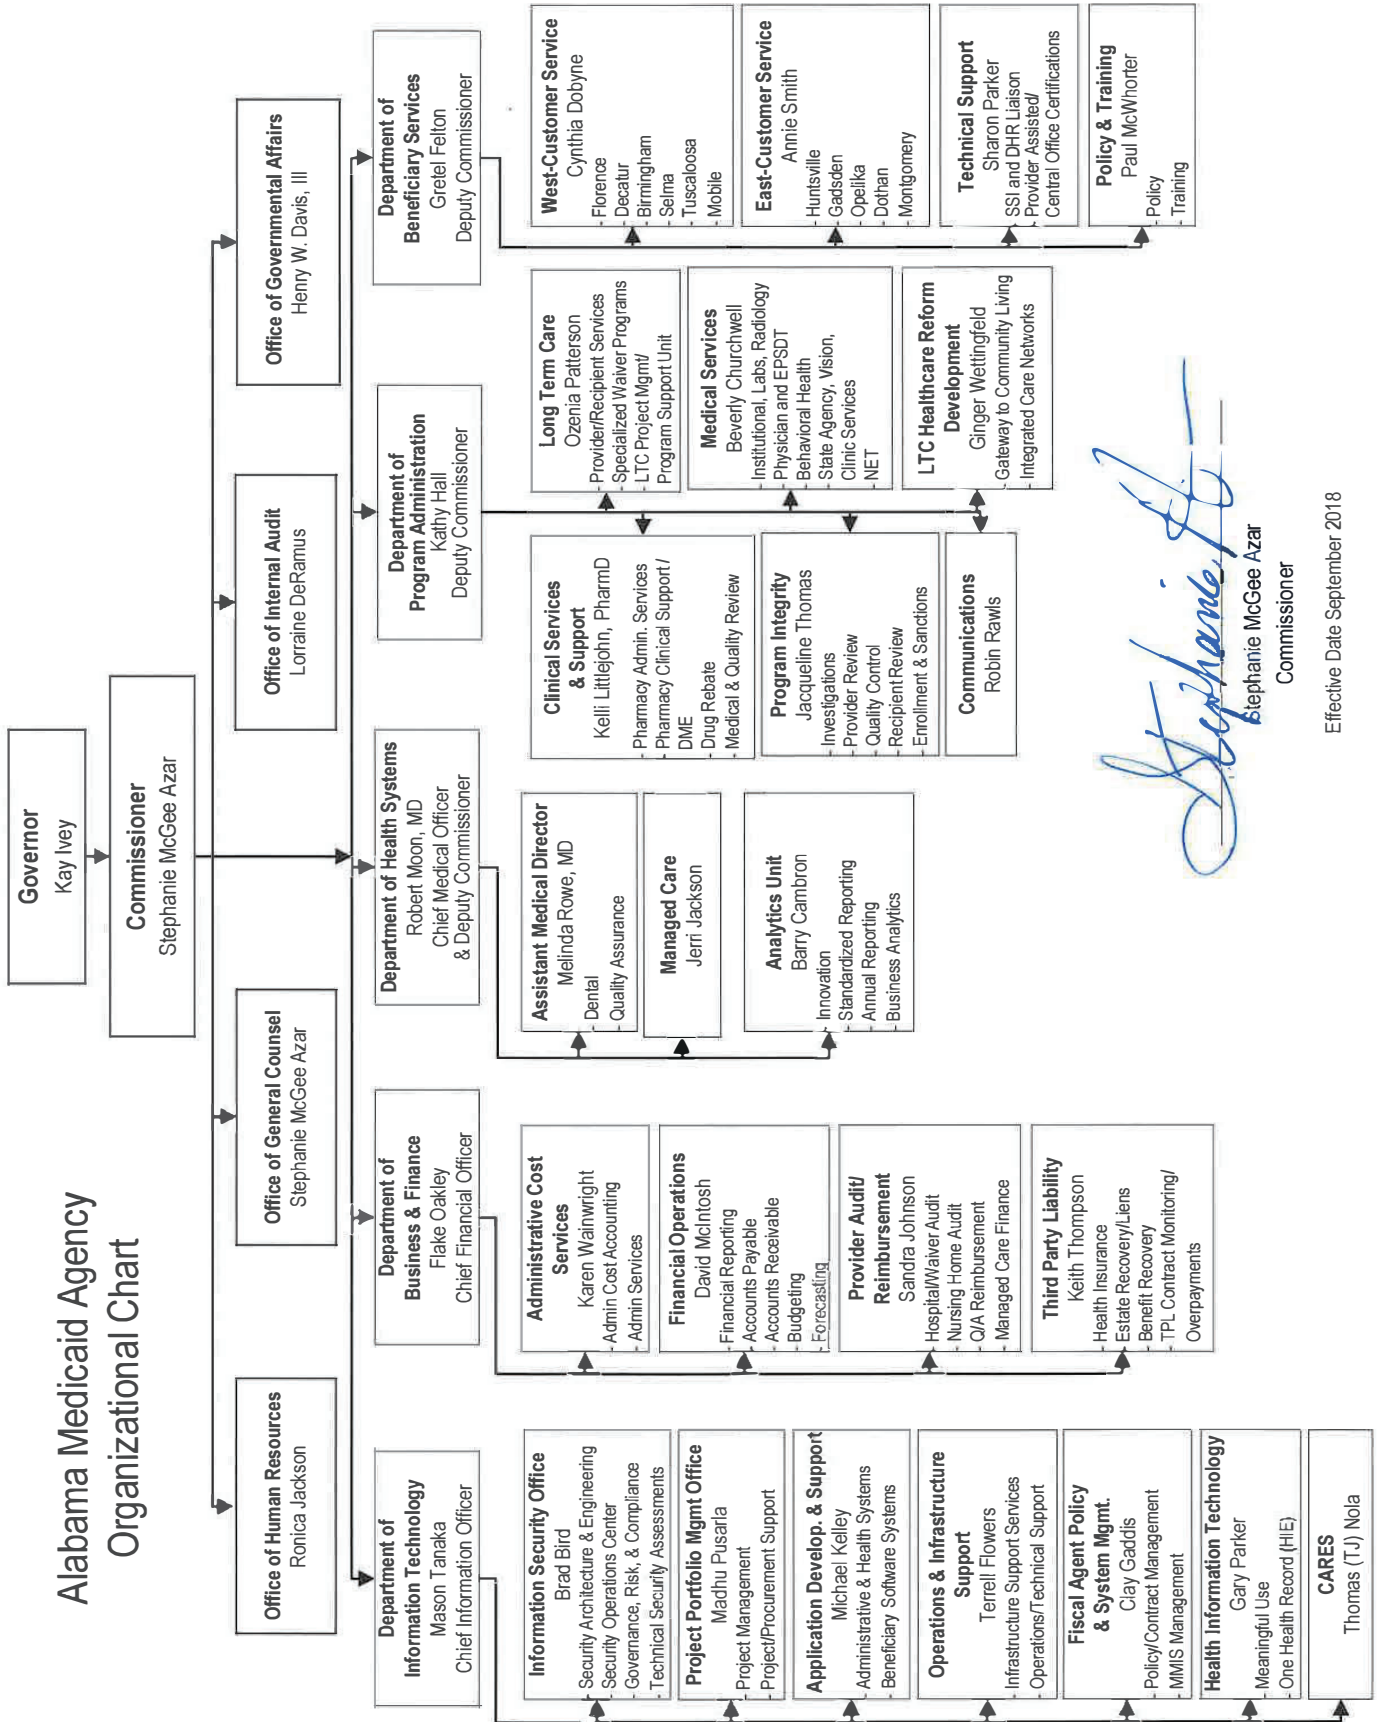 Alabama Medicaid Agency
Organizational Chart
Governor
Kay Ivey
Commissioner
Stephanie McGee Azar
Office of Human Resources
Ronica Jackson
Office of General Counsel
Stephanie McGee Azar
Office of Internal Audit
Lorraine DeRamus
Office of Governmental Affairs
Henry W. Davis, III
Department of
Information Technology
Mason Tanaka
Chief Information Officer
Information Security Office
Brad Bird
- Security Architecture & Engineering
- Security Operations Center
- Governance, Risk, & Compliance
- Technical Security Assessments
Project Portfolio Mgmt Office
Madhu Pusarla
- Project Management
- Project/Procurement Support
Application Develop. & Support
Michael Kelley
- Administrative & Health Systems
- Beneficiary Software Systems
Operations & Infrastructure
Support
Terrell Flowers
- Infrastructure Support Services
- Operations/Technical Support
Fiscal Agent Policy
& System Mgmt.
Clay Gaddis
- Policy/Contract Management
- MMIS Management
Health Information Technology
Gary Parker
- Meaningful Use
- One Health Record (HIE)
CARES
Thomas (TJ) Nola
Department of
Business & Finance
Flake Oakley
Chief Financial Officer
Administrative Cost
Services
Karen Wainwright
- Admin Cost Accounting
- Admin Services
Financial Operations
David McIntosh
- Financial Reporting
- Accounts Payable
- Accounts Receivable
- Budgeting
- Forecasting
Provider Audit/
Reimbursement
Sandra Johnson
- Hospital/Waiver Audit
- Nursing Home Audit
- Q/A Reimbursement
- Managed Care Finance
Third Party Liability
Keith Thompson
- Health Insurance
- Estate Recovery/Liens
- Benefit Recovery
- TPL Contract Monitoring/
Overpayments
Department of Health Systems
Robert Moon, MD
Chief Medical Officer
& Deputy Commissioner
Assistant Medical Director
Melinda Rowe, MD
- Dental
- Quality Assurance
Managed Care
Jerri Jackson
Analytics Unit
Barry Cambron
- Innovation
- Standardized Reporting
- Annual Reporting
- Business Analytics
Department of
Program Administration
Kathy Hall
Deputy Commissioner
Clinical Services
& Support
Kelli Littlejohn, PharmD
- Pharmacy Admin. Services
- Pharmacy Clinical Support /
DME
- Drug Rebate
- Medical & Quality Review
Program Integrity
Jacqueline Thomas
- Investigations
- Provider Review
- Quality Control
- Recipient Review
- Enrollment & Sanctions
Communications
Robin Rawls
Long Term Care
Ozenia Patterson
- Provider/Recipient Services
- Specialized Waiver Programs
- LTC Project Mgmt/
Program Support Unit
Medical Services
Beverly Churchwell
- Institutional, Labs, Radiology
- Physician and EPSDT
- Behavioral Health
- State Agency, Vision,
Clinic Services
- NET
LTC Healthcare Reform
Development
Ginger Wettingfeld
- Gateway to Community Living
- Integrated Care Networks
Department of
Beneficiary Services
Gretel Felton
Deputy Commissioner
West-Customer Service
Cynthia Dobyne
- Florence
- Decatur
- Birmingham
- Selma
- Tuscaloosa
- Mobile
East-Customer Service
Annie Smith
- Huntsville
- Gadsden
- Opelika
- Dothan
- Montgomery
Technical Support
Sharon Parker
- SSI and DHR Liaison
- Provider Assisted/
Central Office Certifications
Policy & Training
Paul McWhorter
- Policy
- Training
Stephanie McGee Azar
Commissioner
Effective Date September 2018